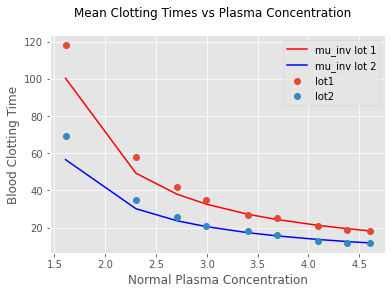 Mean Clotting Times vs Plasma Concentration
120
100
80
60
40
20
Blood Clotting Time
mu_inv lot 1
mu_inv lot 2
lot1
lot2
1.5 2.0 2.5 3.0 3.5 4.0 4.5
Normal Plasma Concentration